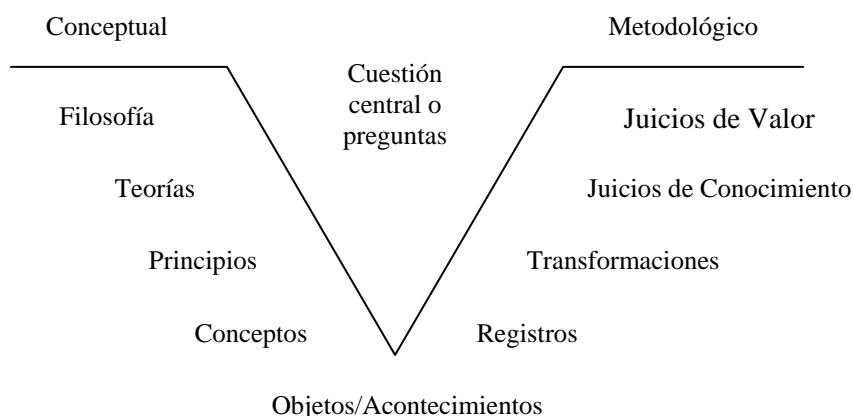 Conceptual
Metodológico
Cuestión
central o
preguntas
Filosofía
Juicios de Valor
Teorías
Juicios de Conocimiento
Principios
Transformaciones
Conceptos
Registros
Objetos/Acontecimientos